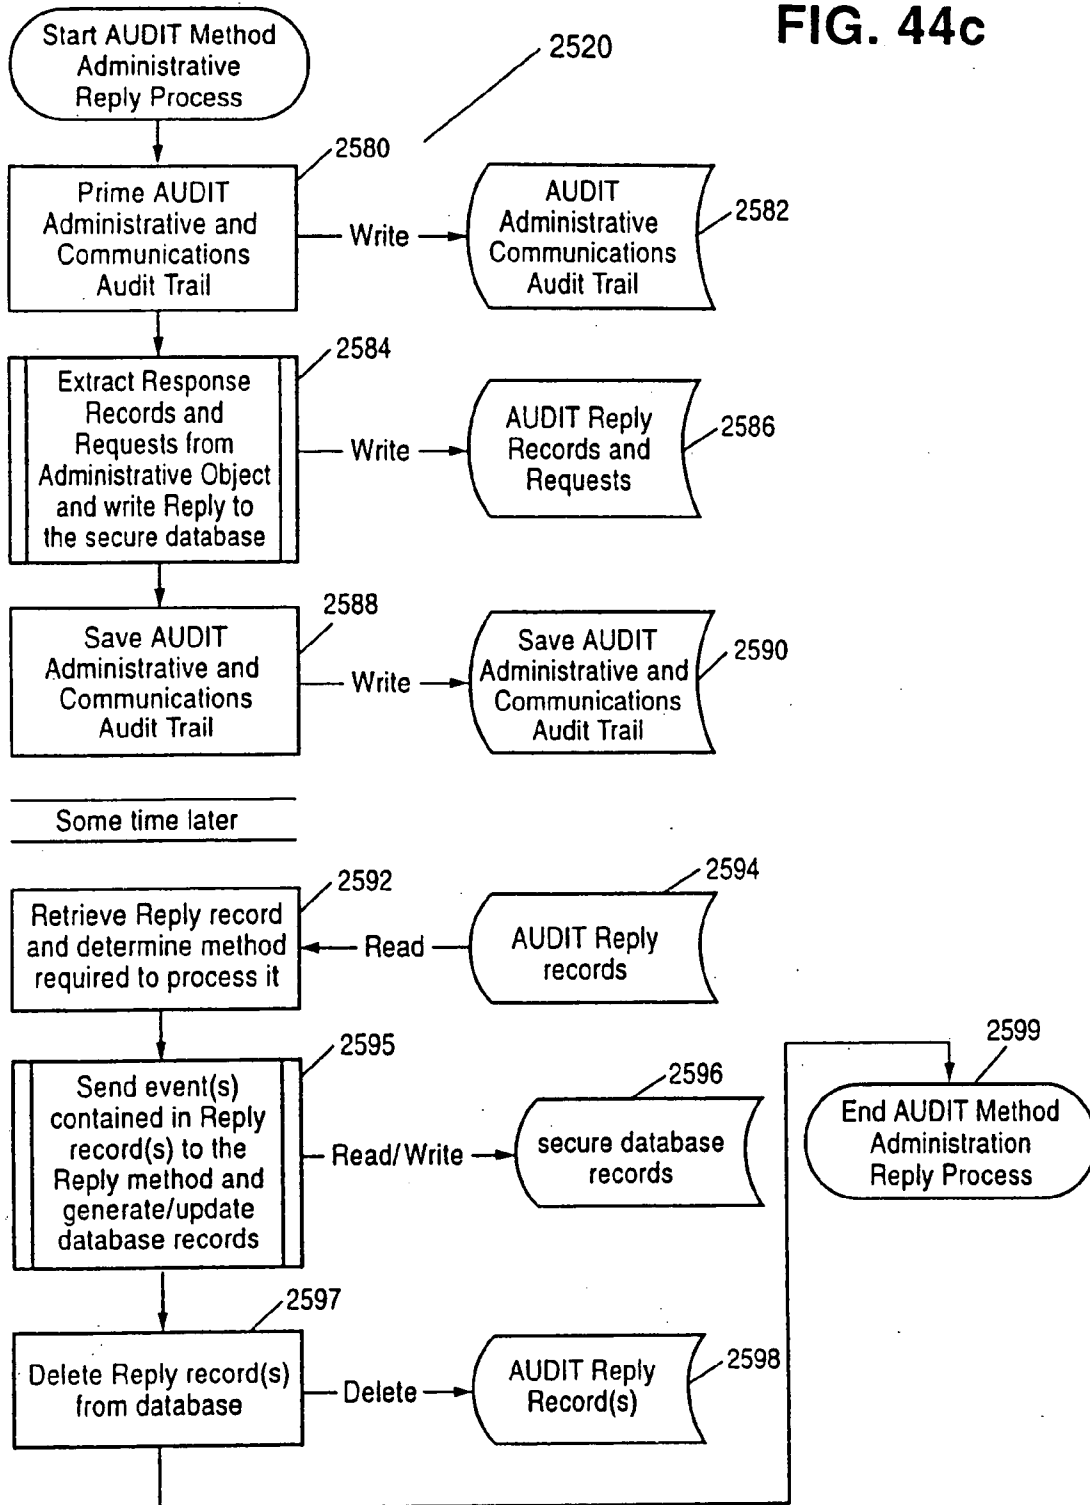 FIG. 44c
Start AUDIT Method
Administrative
Reply Process
2520
2580
Prime AUDIT
Administrative and
Communications
Audit Trail
Write
AUDIT
Administrative
Communications
Audit Trail
2582
2584
Extract Response
Records and
Requests from
Administrative Object
and write Reply to
the secure database
Write
AUDIT Reply
Records and
Requests
2586
2588
Save AUDIT
Administrative and
Communications
Audit Trail
Write
Save AUDIT
Administrative and
Communications
Audit Trail
2590
Some time later
2592
Retrieve Reply record
and determine method
required to process it
Read
2594
AUDIT Reply
records
2595
Send event(s)
contained in Reply
record(s) to the
Reply method and
generate/update
database records
Read/Write
2596
secure database
records
2599
End AUDIT Method
Administration
Reply Process
2597
Delete Reply record(s)
from database
Delete
AUDIT Reply
Record(s)
2598